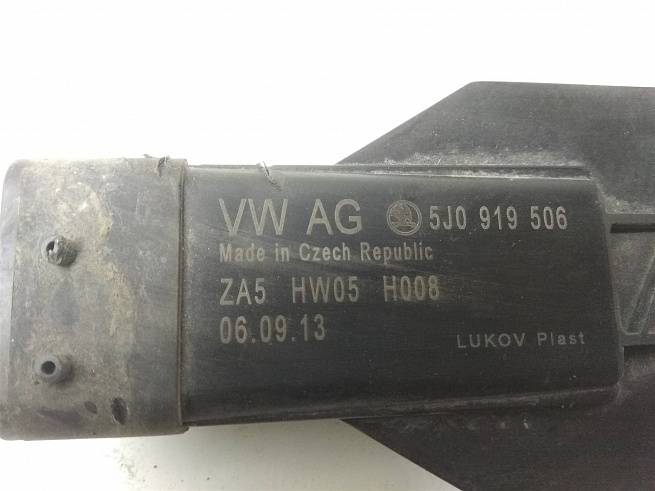 VW AG 5J0 919 506
Made in Czech Republic
ZA5 HW05 H008
06.09.13
LUKOV Plast